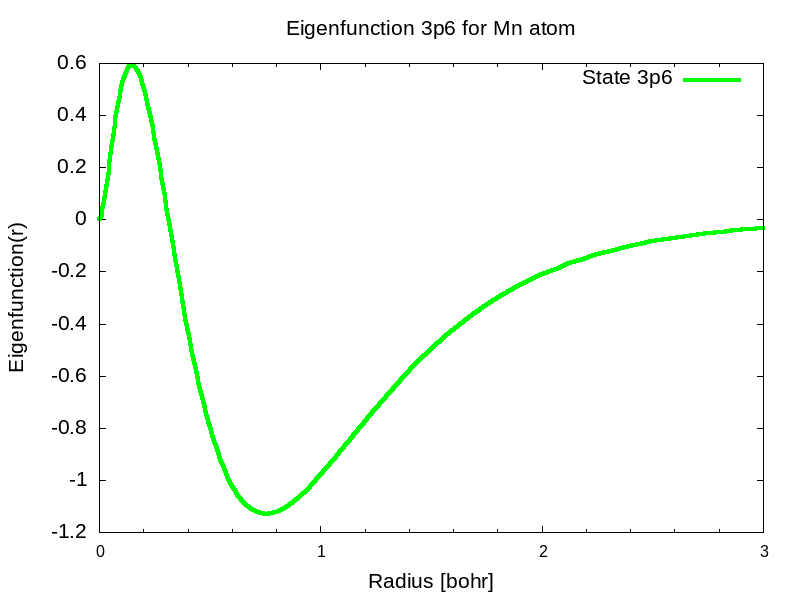 Eigenfunction 3p6 for Mn atom
State 3p6
0.6
0.4
0.2
0
-0.2
-0.4
-0.6
-0.8
-1
-1.2
Eigenfunction(r)
0 1 2 3
Radius [bohr]